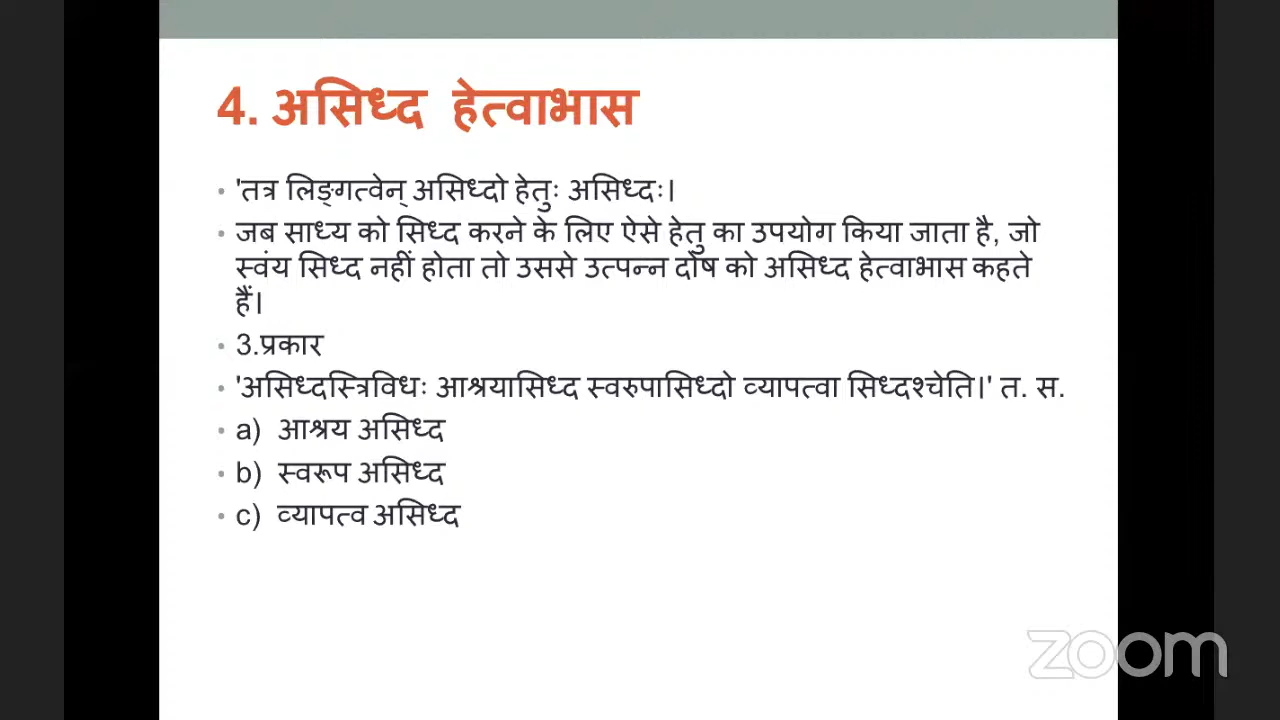 4. असिध्द हेत्वाभास
• 'तत्र लिङ्गत्वेन् असिध्दो हेतुः असिध्दः।
• जब साध्य को सिध्द करने के लिए ऐसे हेतु का उपयोग किया जाता है, जो
स्वंय सिध्द नहीं होता तो उससे उत्पन्न दोष को असिध्द हेत्वाभास कहते
हैं।
• 3.प्रकार
• 'असिध्दस्त्रिविधः आश्रयासिध्द स्वरुपासिध्दो व्यापत्वा सिध्दश्चेति।' त. स.
• a) आश्रय असिध्द
• b) स्वरूप असिध्द
• c) व्यापत्व असिध्द
zoom